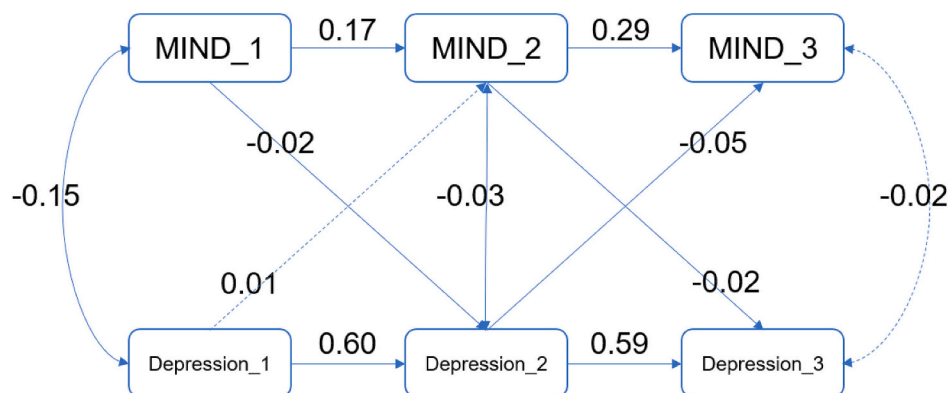 0.17
0.29
MIND_1
MIND_2
MIND_3
-0.02
-0.05
-0.15
-0.03
-0.02
0.01
-0.02
0.60
0.59
Depression_1
Depression_2
Depression_3